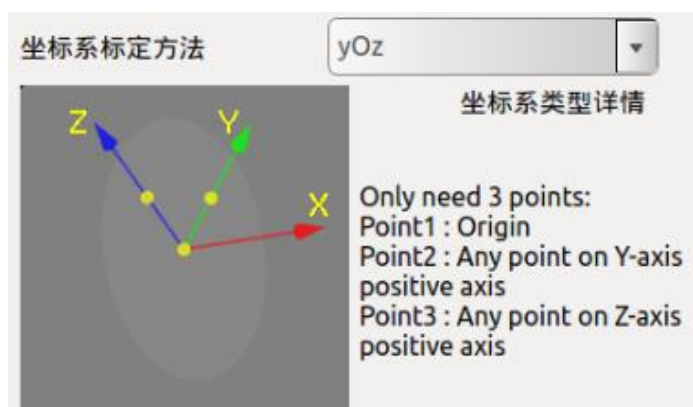 坐标系标定方法
yOz
坐标系类型详情
Z
Y
X
Only need 3 points:
Point1 : Origin
Point2 : Any point on Y-axis
positive axis
Point3 : Any point on Z-axis
positive axis